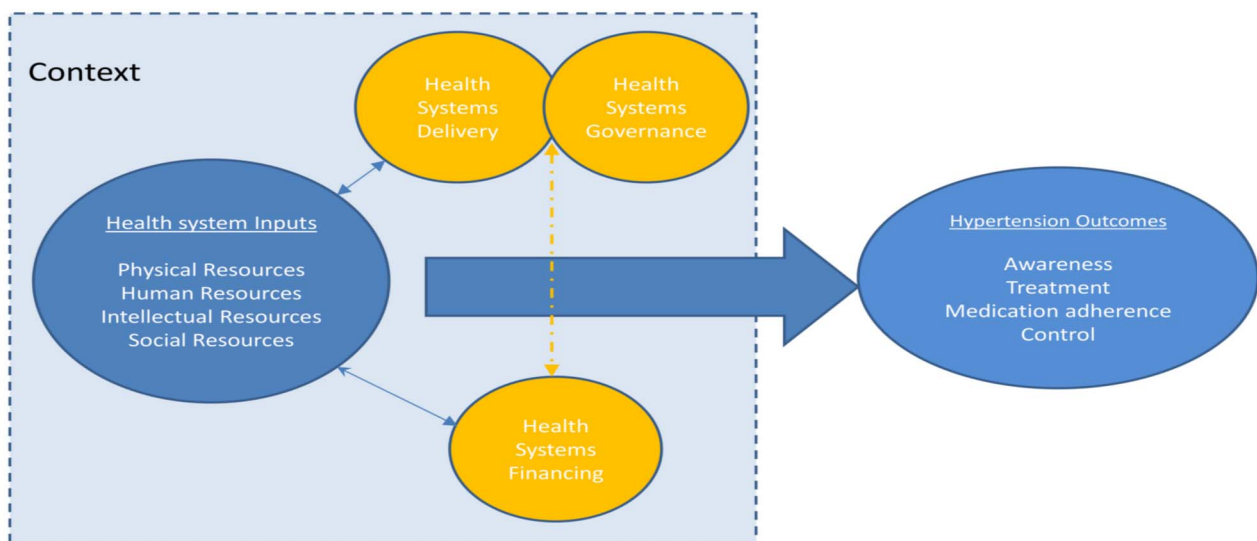 Context
Health
Systems
Delivery
Health
Systems
Governance
Health system Inputs
Physical Resources
Human Resources
Intellectual Resources
Social Resources
Hypertension Outcomes
Awareness
Treatment
Medication adherence
Control
Health
Systems
Financing